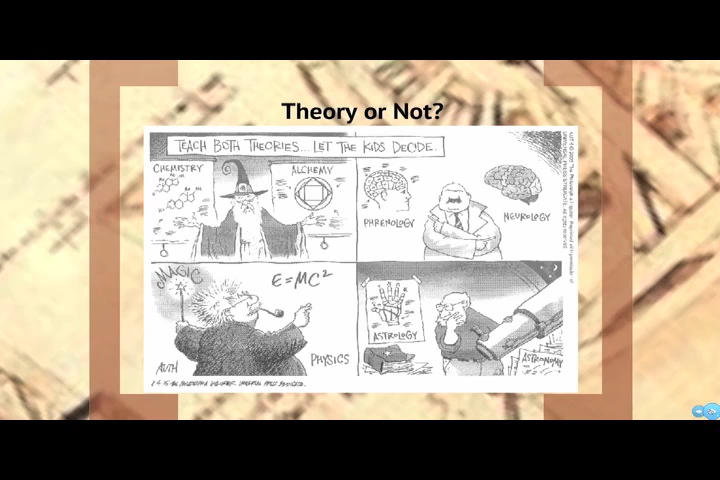 Theory or Not?
TEACH BOTH THEORIES...LET THE KIDS DECIDE.
CHEMISTRY
ALCHEMY
PHRENOLOGY
NEUROLOGY
MAGIC
E=MC²
AUTH
PHYSICS
ASTROLOGY
ASTRONOMY